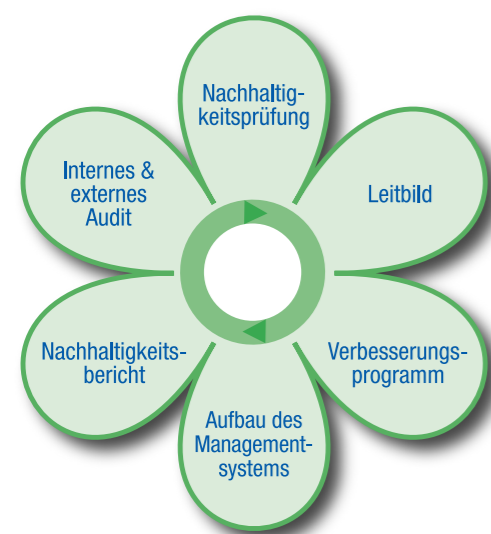 Nachhaltig-
keitsprüfung
Leitbild
Verbesserungs-
programm
Aufbau des
Management-
systems
Nachhaltigkeits-
bericht
Internes &
externes
Audit